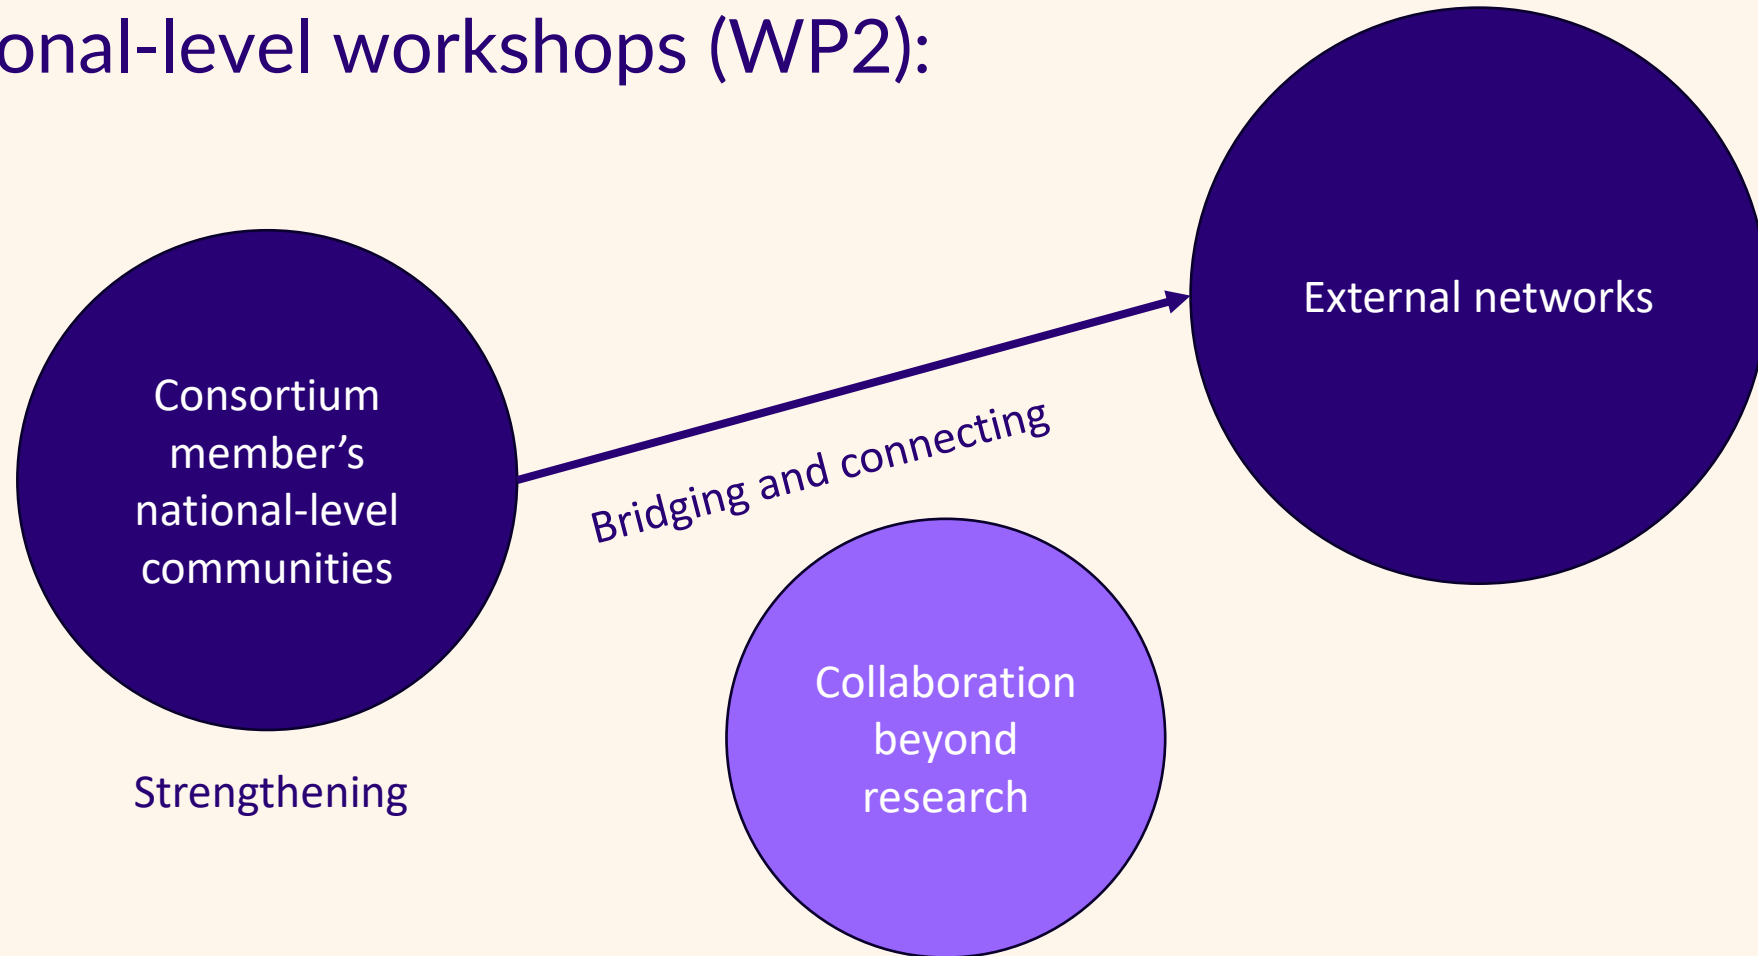 onal-level workshops (WP2):
External networks
Consortium
member’s
national-level
communities
Bridging and connecting
Collaboration
beyond
research
Strengthening